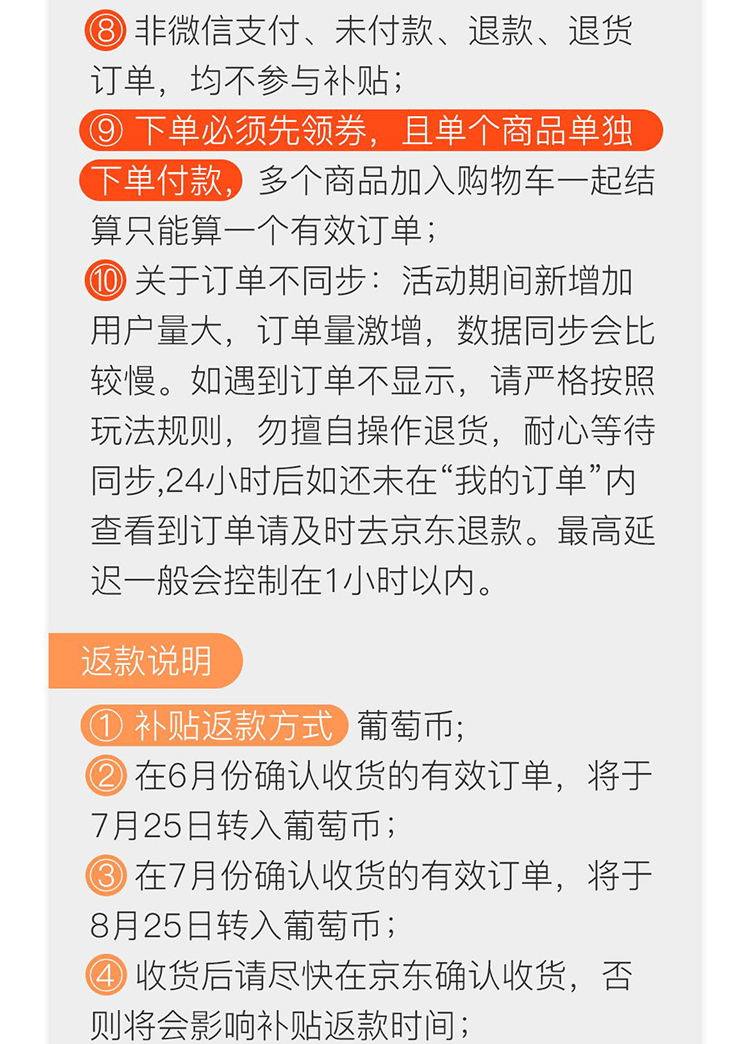 ⑧ 非微信支付、未付款、退款、退货
订单，均不参与补贴；
⑨ 下单必须先领券，且单个商品单独
下单付款，多个商品加入购物车一起结
算只能算一个有效订单；
⑩ 关于订单不同步：活动期间新增加
用户量大，订单量激增，数据同步会比
较慢。如遇到订单不显示，请严格按照
玩法规则，勿擅自操作退货，耐心等待
同步,24小时后如还未在“我的订单”内
查看到订单请及时去京东退款。最高延
迟一般会控制在1小时以内。
返款说明
① 补贴返款方式 葡萄币；
② 在6月份确认收货的有效订单，将于
7月25日转入葡萄币；
③ 在7月份确认收货的有效订单，将于
8月25日转入葡萄币；
④ 收货后请尽快在京东确认收货，否
则将会影响补贴返款时间；